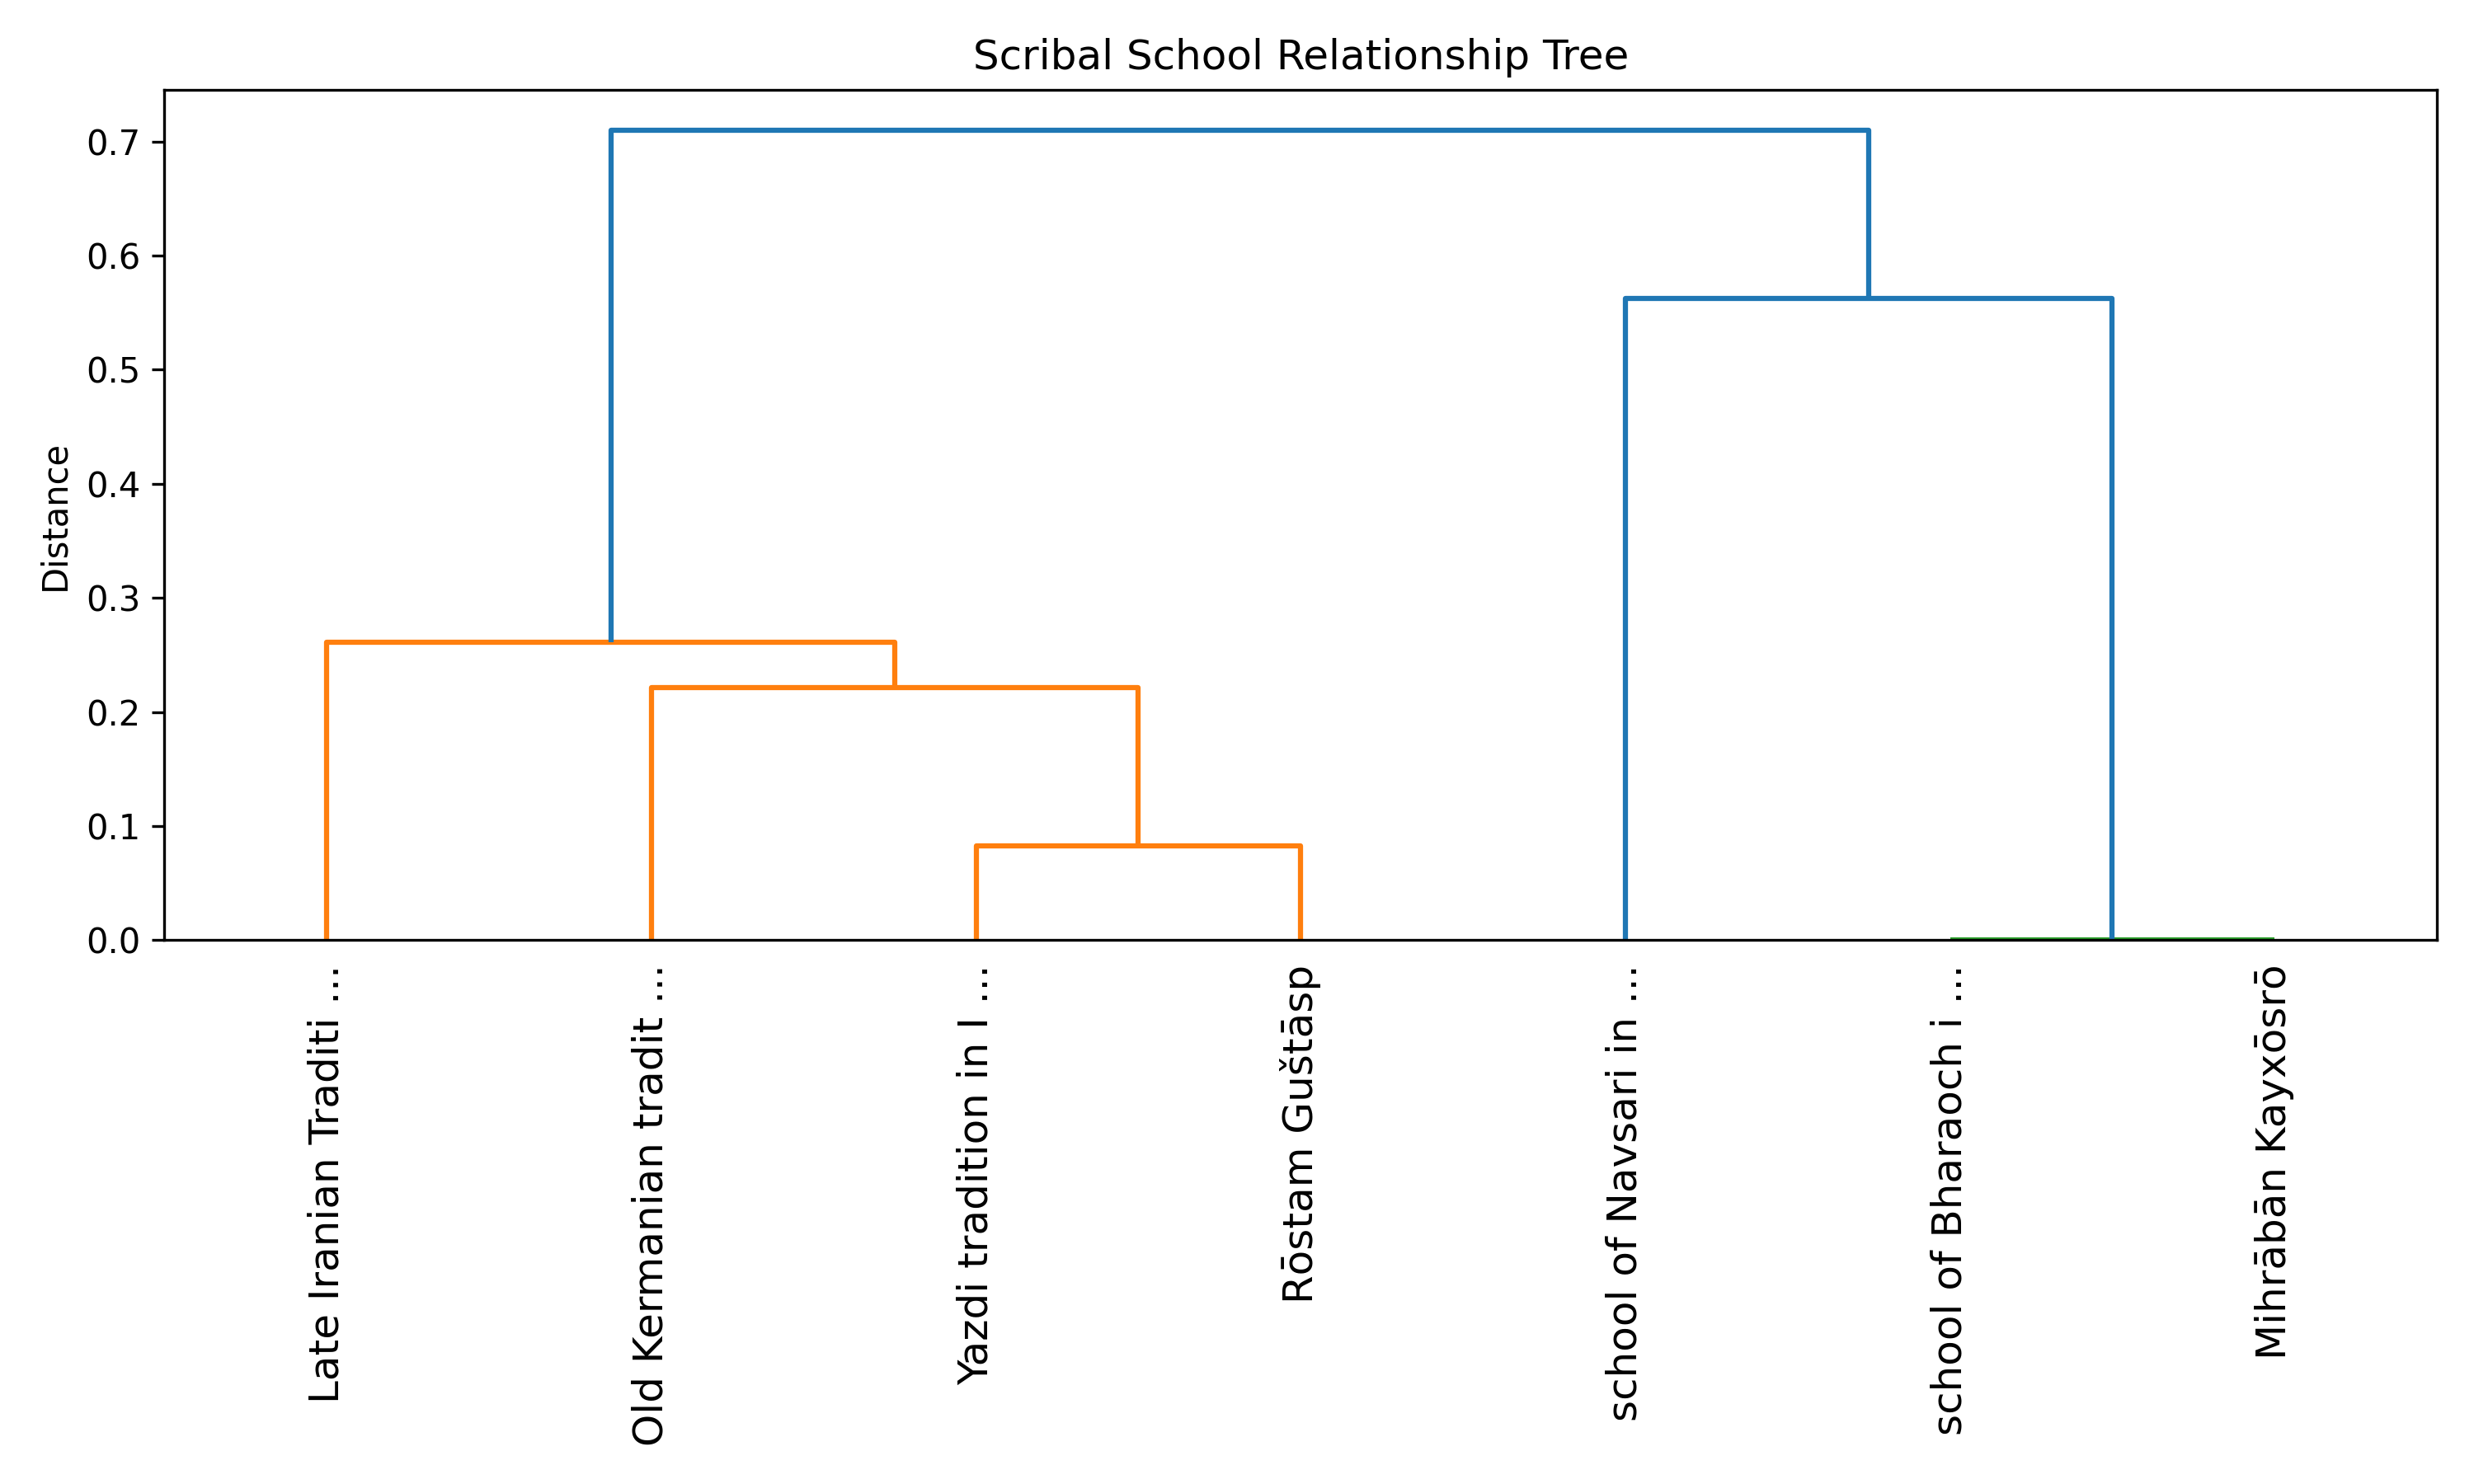 Scribal School Relationship Tree
Distance
0.7
0.6
0.5
0.4
0.3
0.2
0.1
0.0
Late Iranian Traditi ...
Old Kermanian tradit ...
Yazdi tradition in I ...
Rōstam Guštāsp
school of Navsari in ...
school of Bharaoch i ...
Mihrābān Kayxōsrō